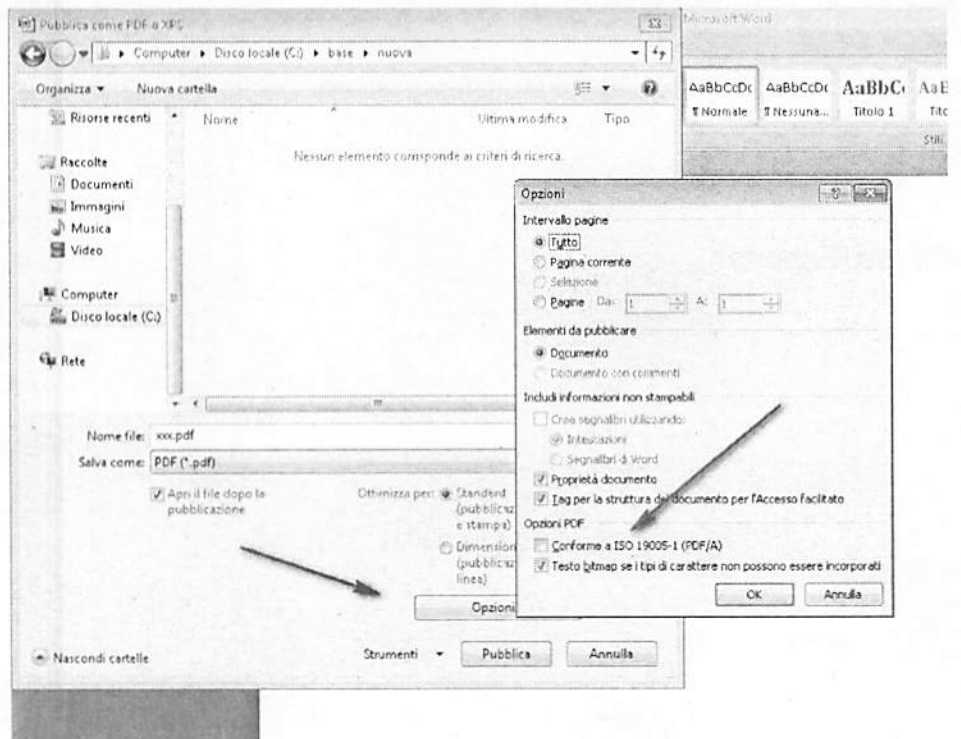 Pubblica come PDF o XPS
Microsoft Word
Computer ▸ Disco locale (C:) ▸ base ▸ nuova
Organizza
Nuova cartella
AaBbCcDc AaBbCcDc AaBbC AaB
¶ Normale ¶ Nessuna... Titolo 1 Tito
Stili
Risorse recenti
Nome Ultima modifica Tipo
Nessun elemento corrisponde ai criteri di ricerca.
Raccolte
Documenti
Immagini
Musica
Video
Computer
Disco locale (C:)
Rete
Nome file: xxx.pdf
Salva come: PDF (*.pdf)
Apri il file dopo la
pubblicazione
Ottimizza per: Standard
(pubblicaz
e stampa)
Dimension
(pubblicaz
linea)
Opzioni
Nascondi cartelle
Strumenti
Pubblica
Annulla
Opzioni
Intervallo pagine
Tutto
Pagina corrente
Selezione
Pagine Da: 1 A: 1
Elementi da pubblicare
Documento
Documento con commenti
Includi informazioni non stampabili
Crea segnalibri utilizzando:
Intestazioni
Segnalibri di Word
Proprietà documento
Tag per la struttura del documento per l'Accesso facilitato
Opzioni PDF
Conforme a ISO 19005-1 (PDF/A)
Testo bitmap se i tipi di carattere non possono essere incorporati
OK
Annulla